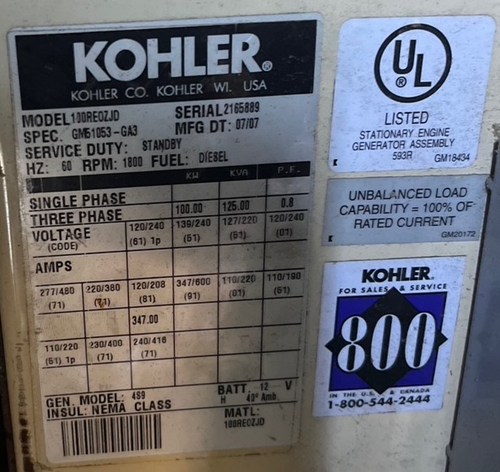 KOHLER®
KOHLER CO. KOHLER WI. USA
MODEL 100REOZJD SERIAL 2165889
SPEC. GM51053-GA3 MFG DT: 07/07
SERVICE DUTY: STANDBY
HZ: 60 RPM: 1800 FUEL: DIESEL
KW KVA P.F.
SINGLE PHASE
THREE PHASE 100.00 125.00 0.8
VOLTAGE 120/240 139/240 127/220 120/240
(CODE) (61) 1p (61) (61) (01)
AMPS
277/480 220/380 120/208 347/600 110/220 110/190
(71) (71) (81) (91) (81) (61)
347.00
110/220 230/400 240/416
(61) 1p (71) (71)
GEN. MODEL: 4S9 BATT. 12 V
INSUL: NEMA CLASS H 40° Amb.
MATL:
100REOZJD
UL®
LISTED
STATIONARY ENGINE
GENERATOR ASSEMBLY
593R GM18434
UNBALANCED LOAD
CAPABILITY = 100% OF
RATED CURRENT
GM20172
KOHLER.
FOR SALES & SERVICE
800
IN THE U.S. & CANADA
1-800-544-2444